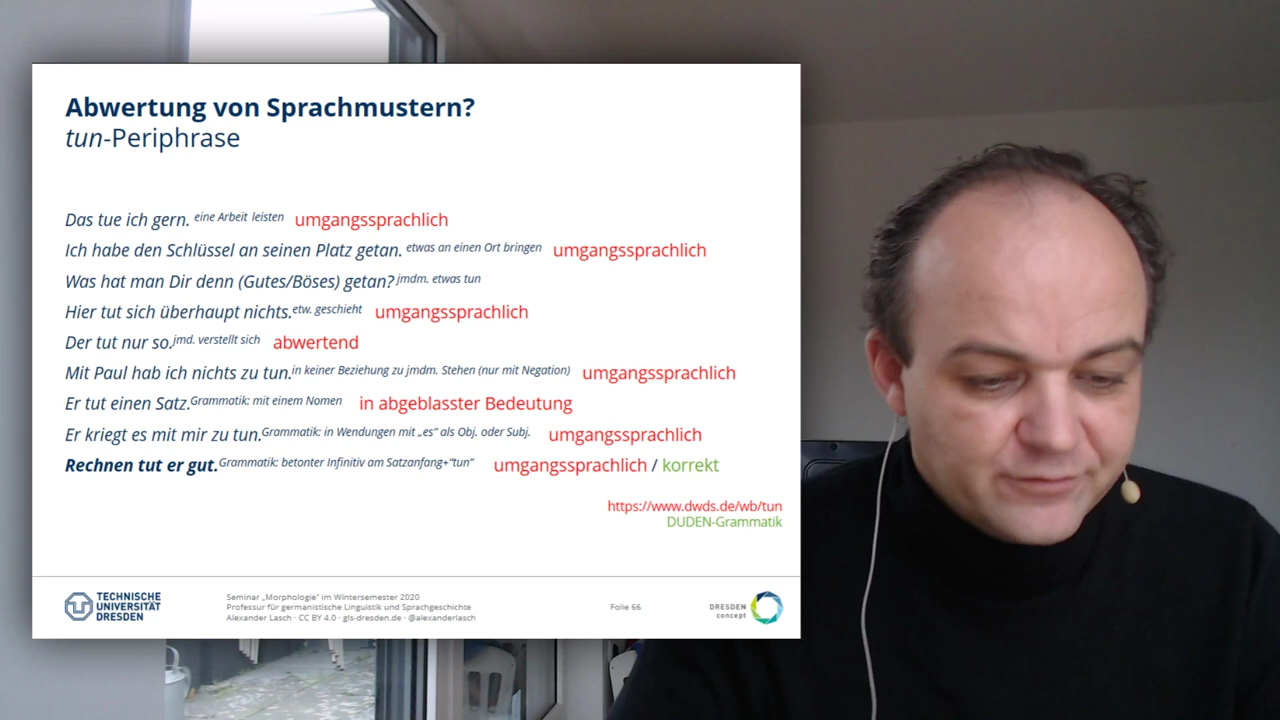 Abwertung von Sprachmustern?
tun-Periphrase
Das tue ich gern. eine Arbeit leisten umgangssprachlich
Ich habe den Schlüssel an seinen Platz getan. etwas an einen Ort bringen umgangssprachlich
Was hat man Dir denn (Gutes/Böses) getan? jmdm. etwas tun
Hier tut sich überhaupt nichts. etw. geschieht umgangssprachlich
Der tut nur so. jmd. verstellt sich abwertend
Mit Paul hab ich nichts zu tun. in keiner Beziehung zu jmdm. Stehen (nur mit Negation) umgangssprachlich
Er tut einen Satz. Grammatik: mit einem Nomen in abgeblasster Bedeutung
Er kriegt es mit mir zu tun. Grammatik: in Wendungen mit „es“ als Obj. oder Subj. umgangssprachlich
Rechnen tut er gut. Grammatik: betonter Infinitiv am Satzanfang+“tun“ umgangssprachlich / korrekt
https://www.dwds.de/wb/tun
DUDEN-Grammatik
TECHNISCHE
UNIVERSITÄT
DRESDEN
Seminar „Morphologie“ im Wintersemester 2020
Professur für germanistische Linguistik und Sprachgeschichte
Alexander Lasch · CC BY 4.0 · gls-dresden.de · @alexanderlasch
Folie 66
DRESDEN
concept